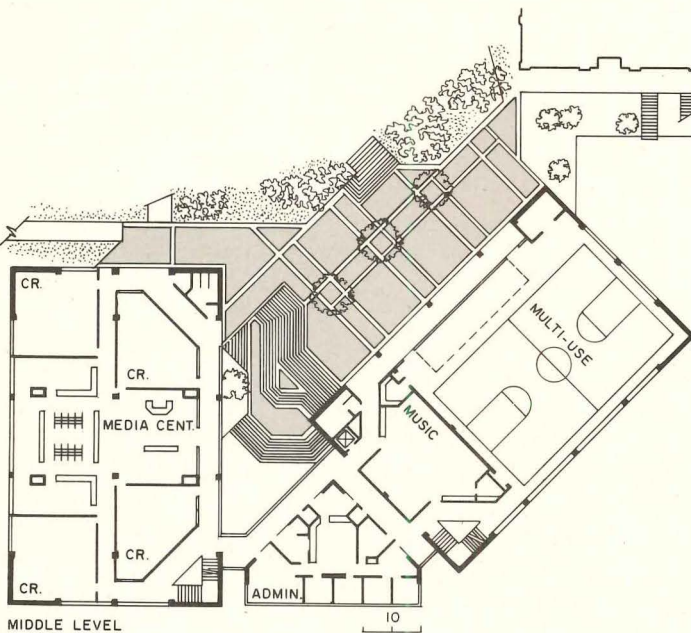 CR.
CR.
MEDIA CENT.
CR.
CR.
MULTI-USE
MUSIC
ADMIN.
MIDDLE LEVEL
10